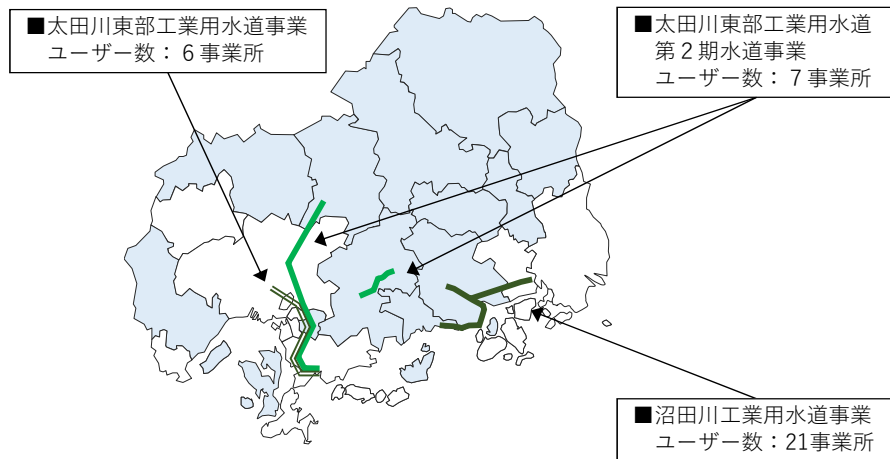 ■太田川東部工業用水道事業
ユーザー数：６事業所
■太田川東部工業用水道
第２期水道事業
ユーザー数：７事業所
■沼田川工業用水道事業
ユーザー数：21事業所